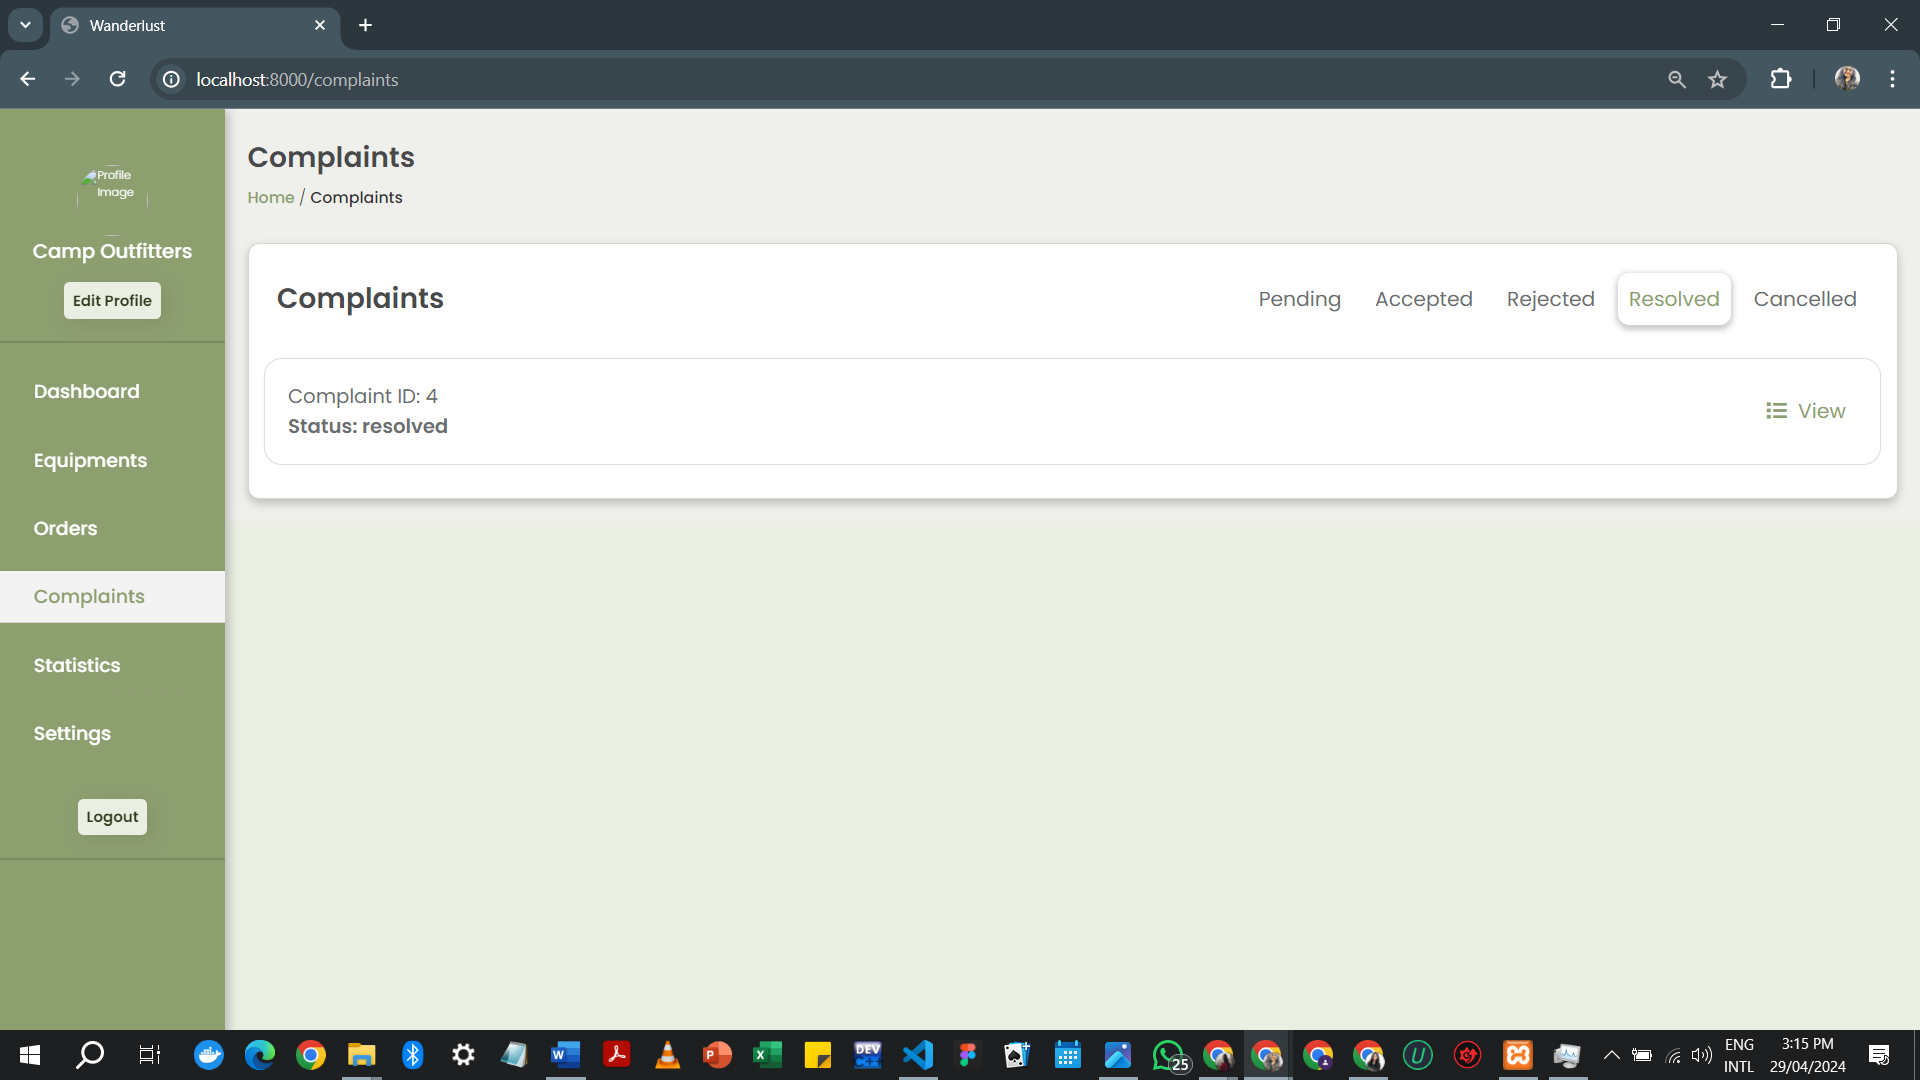 Wanderlust
localhost:8000/complaints
Profile
Image
Camp Outfitters
Edit Profile
Dashboard
Equipments
Orders
Complaints
Statistics
Settings
Logout
Complaints
Home / Complaints
Complaints
Pending Accepted Rejected Resolved Cancelled
Complaint ID: 4
Status: resolved
View
W
P
X
DEV
C++
25
U
ENG
INTL
3:15 PM
29/04/2024